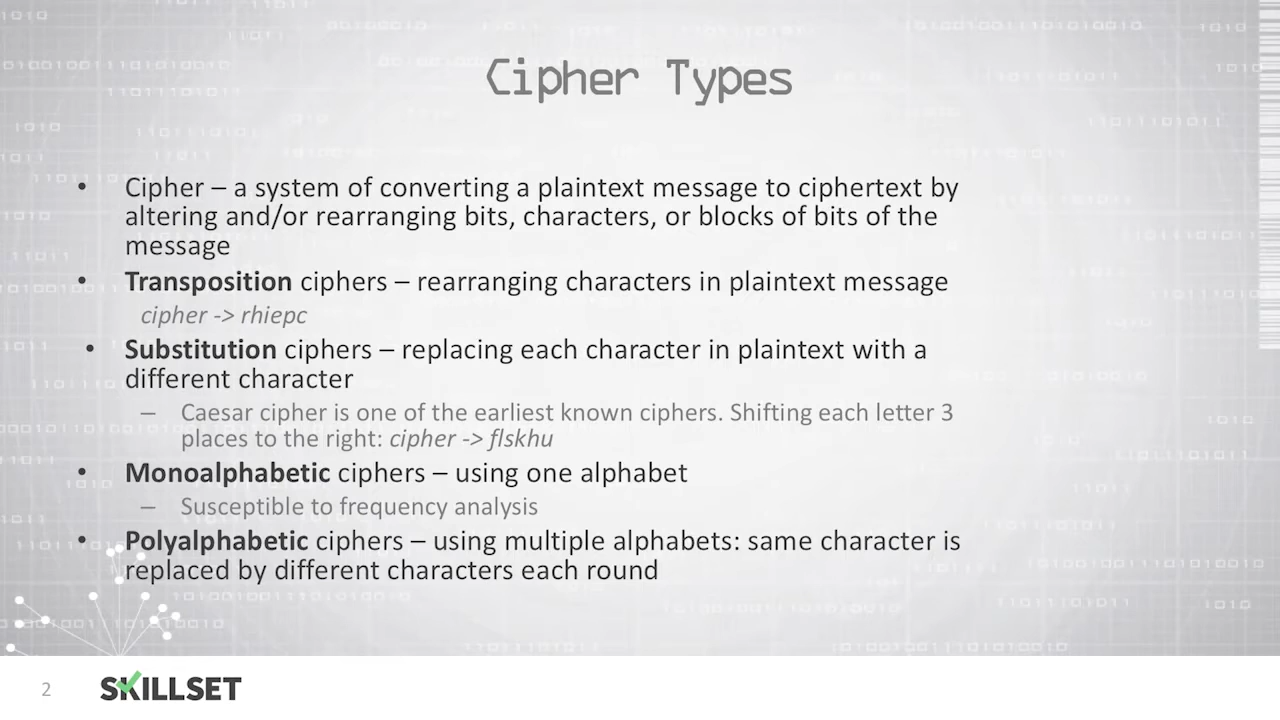 Cipher Types
• Cipher – a system of converting a plaintext message to ciphertext by
altering and/or rearranging bits, characters, or blocks of bits of the
message
• Transposition ciphers – rearranging characters in plaintext message
cipher -> rhiepc
• Substitution ciphers – replacing each character in plaintext with a
different character
– Caesar cipher is one of the earliest known ciphers. Shifting each letter 3
places to the right: cipher -> flskhu
• Monoalphabetic ciphers – using one alphabet
– Susceptible to frequency analysis
• Polyalphabetic ciphers – using multiple alphabets: same character is
replaced by different characters each round
2
SKILLSET